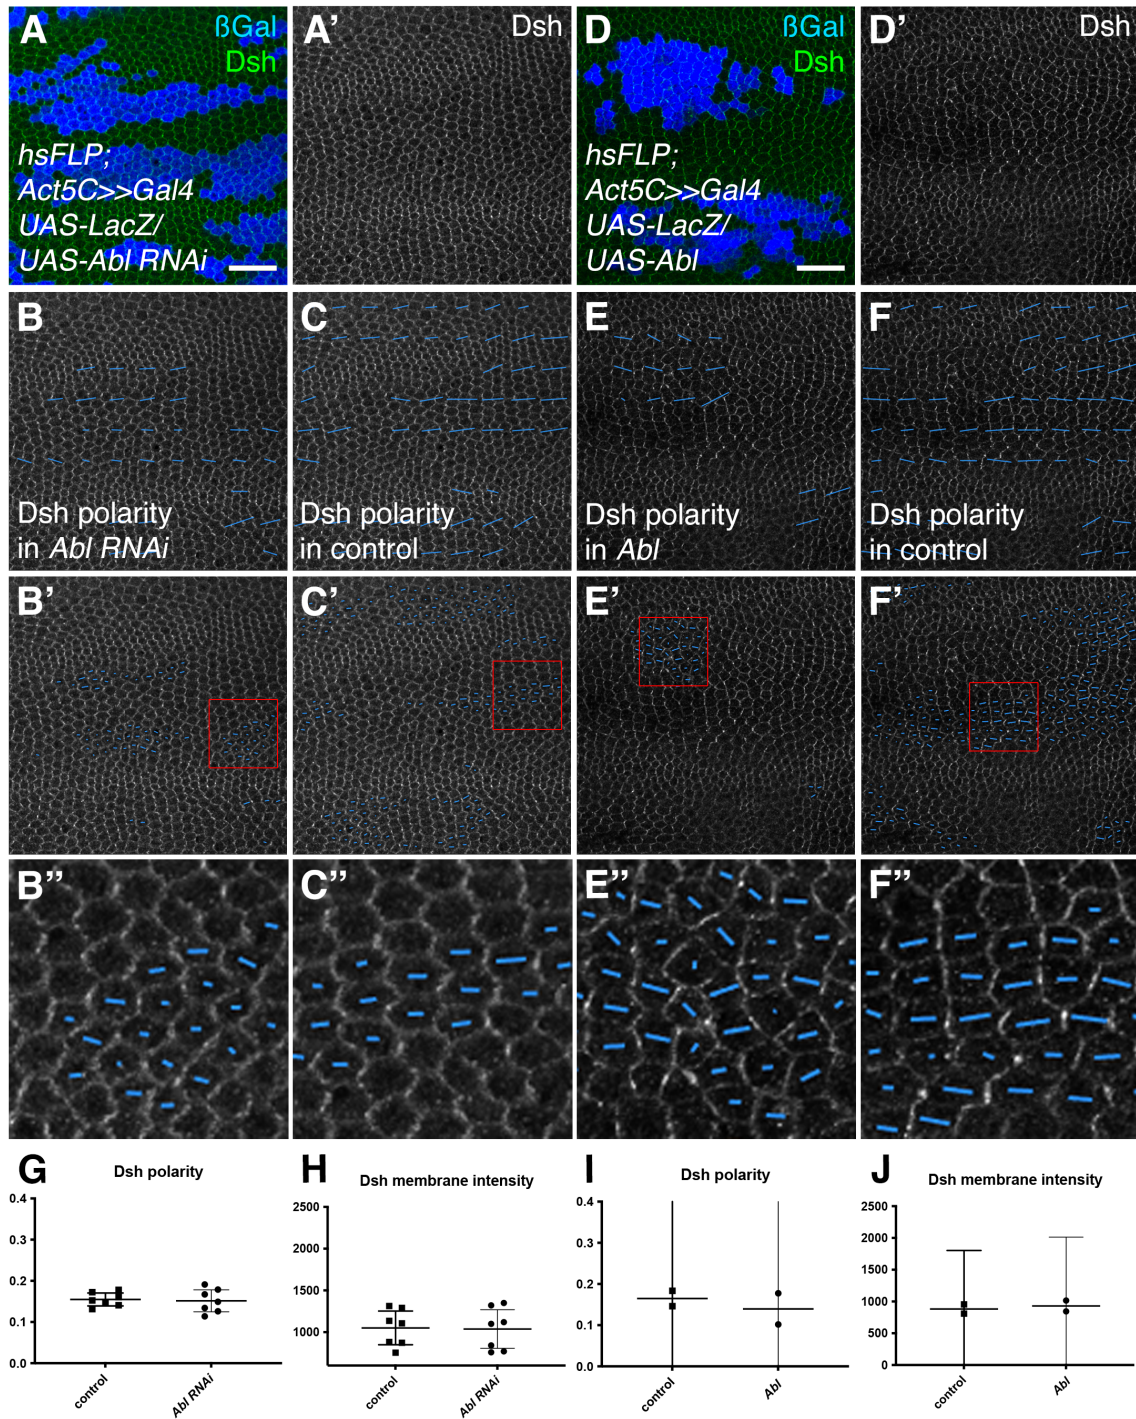 A
ßGal
Dsh
hsFLP;
Act5C>>Gal4
UAS-LacZ/
UAS-Abl RNAi
A’
Dsh
D
ßGal
Dsh
hsFLP;
Act5C>>Gal4
UAS-LacZ/
UAS-Abl
D’
Dsh
B
Dsh polarity
in Abl RNAi
C
Dsh polarity
in control
E
Dsh polarity
in Abl
F
Dsh polarity
in control
B’
C’
E’
F’
B”
C”
E”
F”
G
Dsh polarity
0.4
0.3
0.2
0.1
0.0
control
Abl RNAi
H
Dsh membrane intensity
2500
2000
1500
1000
control
Abl RNAi
I
Dsh polarity
0.4
0.3
0.2
0.1
0.0
control
Abl
J
Dsh membrane intensity
2500
2000
1500
1000
500
0
control
Abl